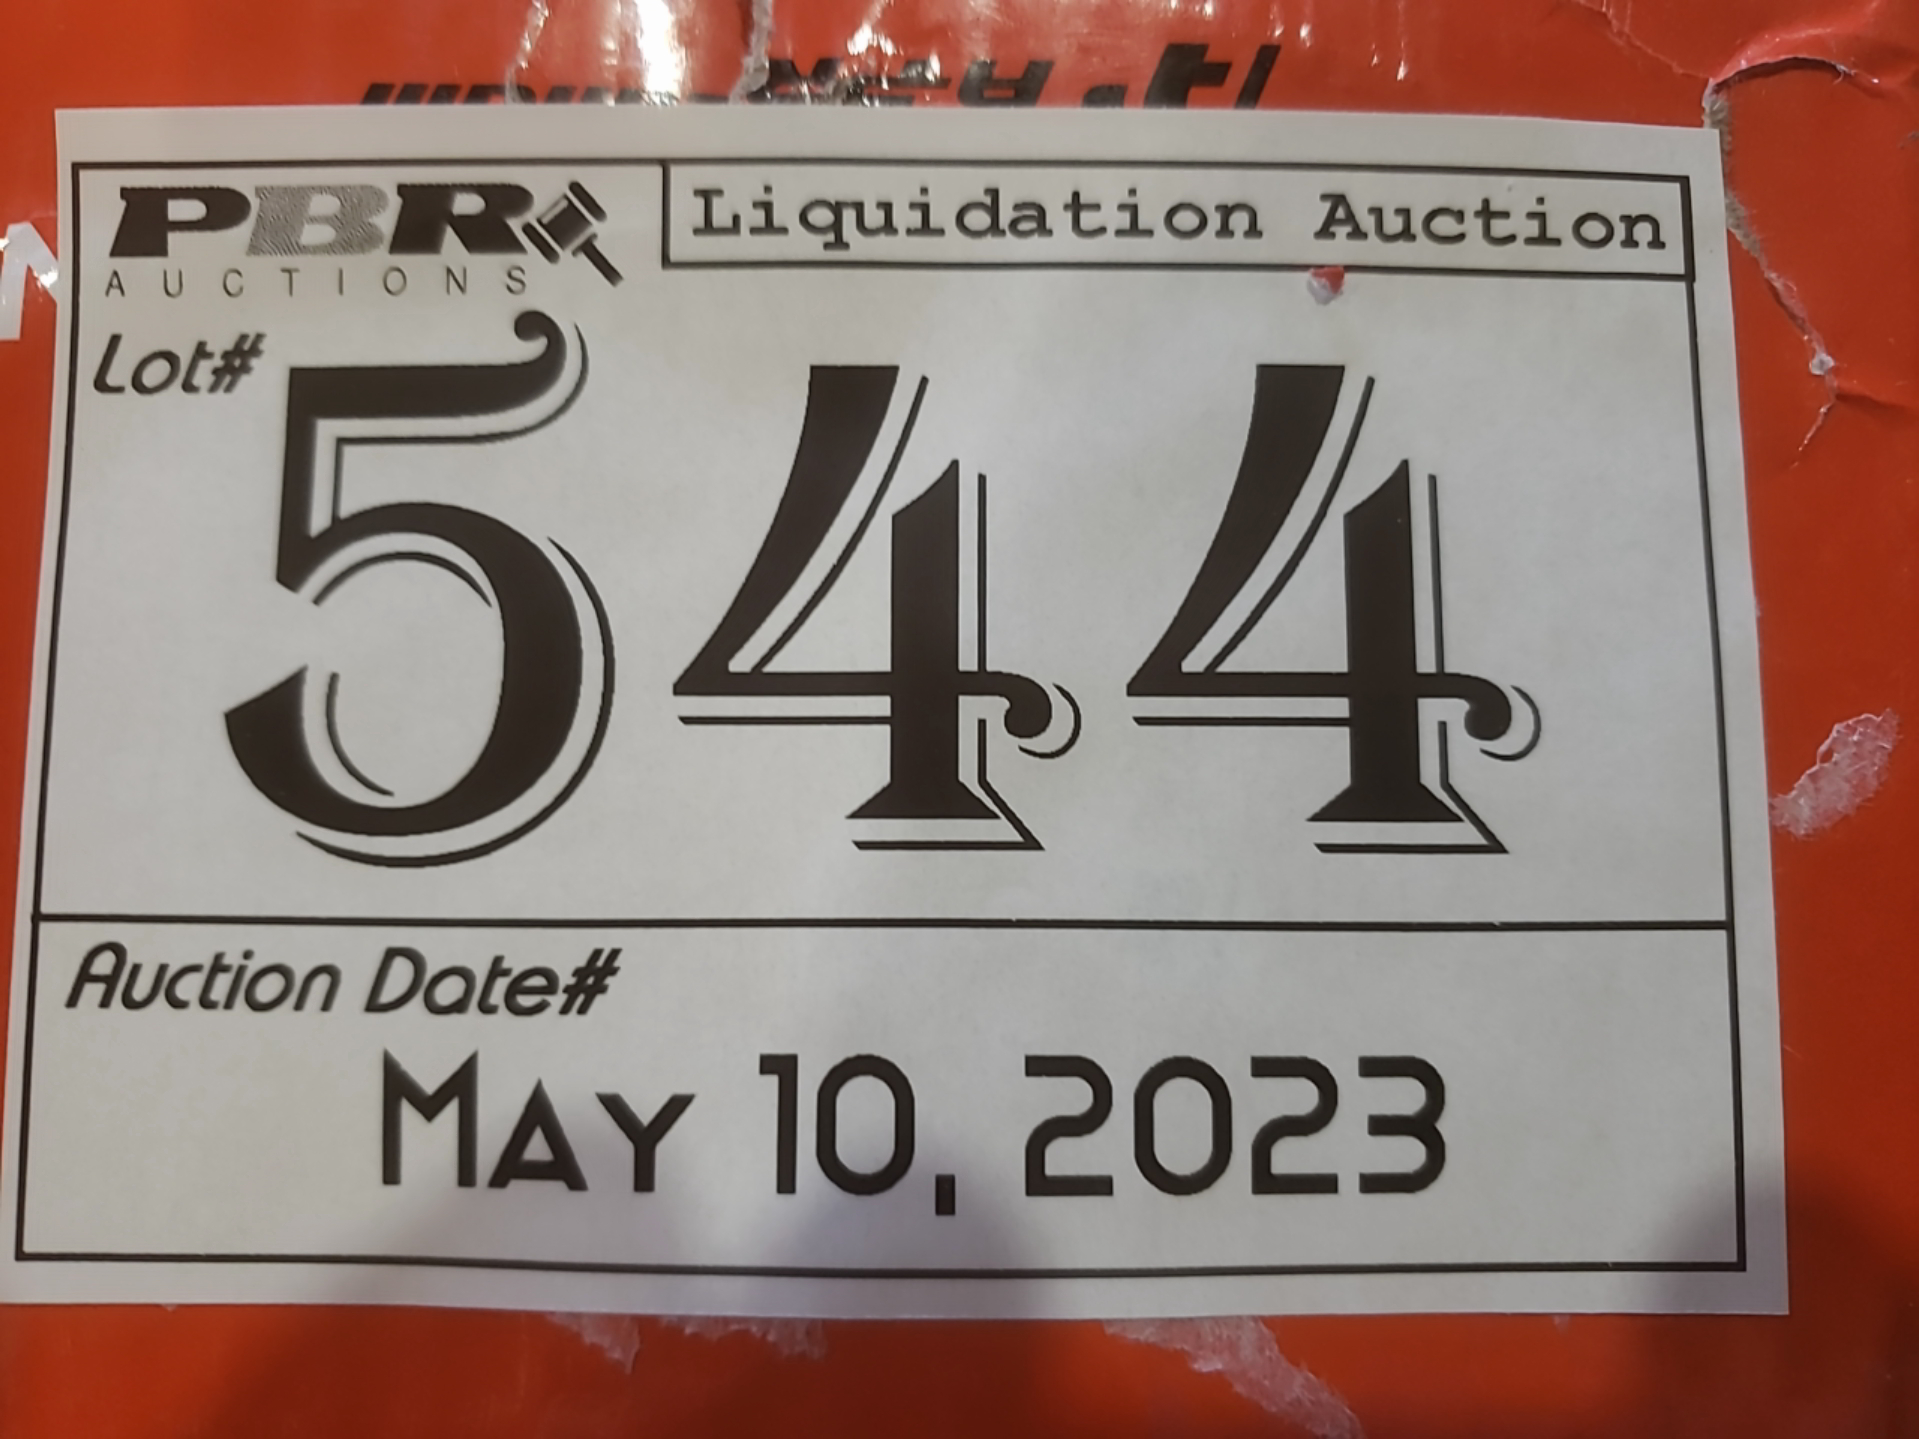 PBR
AUCTIONS
Liquidation Auction
Lot#
544
Auction Date#
MAY 10, 2023